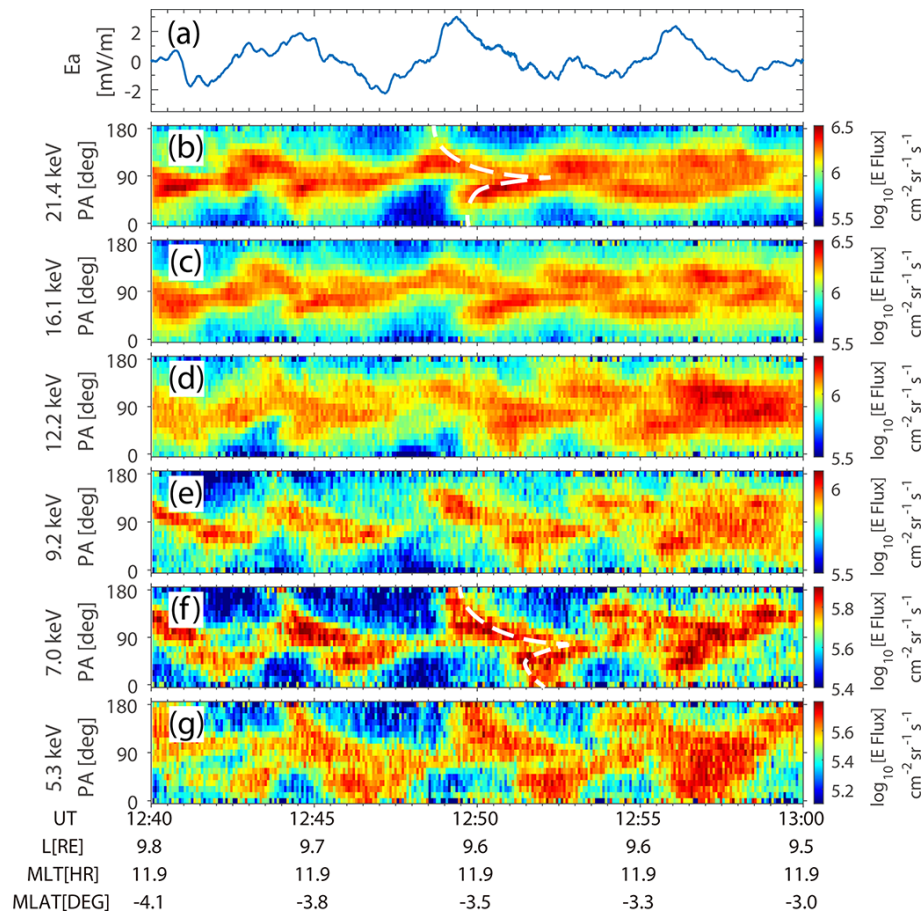 (a)
Ea
[mV/m]
2
0
-2
(b)
21.4 keV
PA [deg]
180
90
0
6.5
6
5.5
log10[E Flux]
cm-2 sr-1 s-1 s
(c)
16.1 keV
PA [deg]
180
90
0
6.5
6
5.5
log10[E Flux]
cm-2 sr-1 s-1 s
(d)
12.2 keV
PA [deg]
180
90
0
6
5.5
log10[E Flux]
cm-2 sr-1 s-1 s
(e)
9.2 keV
PA [deg]
180
90
0
6
5.5
log10[E Flux]
cm-2 sr-1 s-1 s
(f)
7.0 keV
PA [deg]
180
90
0
5.8
5.6
5.4
log10[E Flux]
cm-2 sr-1 s-1 s
(g)
5.3 keV
PA [deg]
180
90
0
5.6
5.4
5.2
log10[E Flux]
cm-2 sr-1 s-1 s
UT 12:40 12:45 12:50 12:55 13:00
L[RE] 9.8 9.7 9.6 9.6 9.5
MLT[HR] 11.9 11.9 11.9 11.9 11.9
MLAT[DEG] -4.1 -3.8 -3.5 -3.3 -3.0